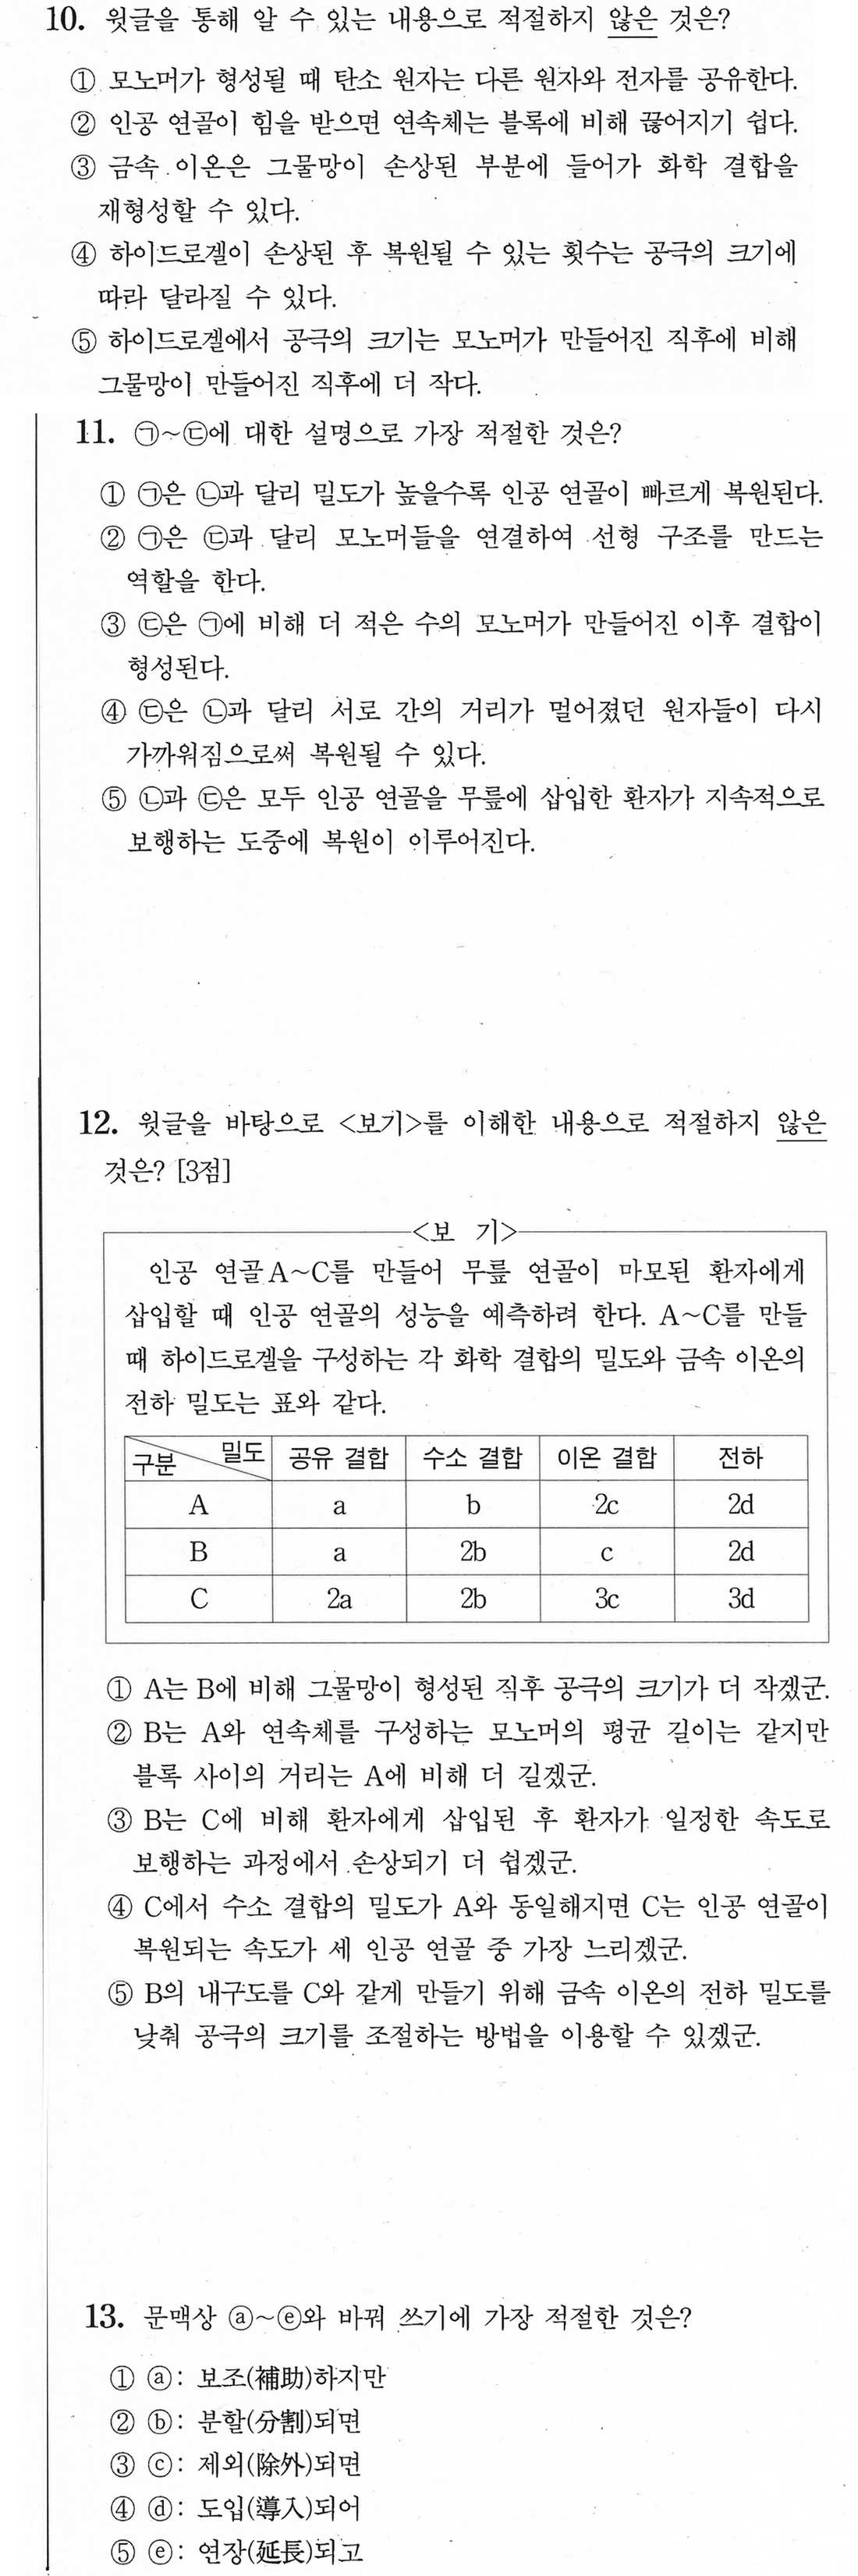 10. 윗글을 통해 알 수 있는 내용으로 적절하지 않은 것은?
① 모노머가 형성될 때 탄소 원자는 다른 원자와 전자를 공유한다.
② 인공 연골이 힘을 받으면 연속체는 블록에 비해 끊어지기 쉽다.
③ 금속 이온은 그물망이 손상된 부분에 들어가 화학 결합을
재형성할 수 있다.
④ 하이드로겔이 손상된 후 복원될 수 있는 횟수는 공극의 크기에
따라 달라질 수 있다.
⑤ 하이드로겔에서 공극의 크기는 모노머가 만들어진 직후에 비해
그물망이 만들어진 직후에 더 작다.
11. ㉠~㉢에 대한 설명으로 가장 적절한 것은?
① ㉠은 ㉡과 달리 밀도가 높을수록 인공 연골이 빠르게 복원된다.
② ㉠은 ㉢과 달리 모노머들을 연결하여 선형 구조를 만드는
역할을 한다.
③ ㉢은 ㉠에 비해 더 적은 수의 모노머가 만들어진 이후 결합이
형성된다.
④ ㉢은 ㉡과 달리 서로 간의 거리가 멀어졌던 원자들이 다시
가까워짐으로써 복원될 수 있다.
⑤ ㉡과 ㉢은 모두 인공 연골을 무릎에 삽입한 환자가 지속적으로
보행하는 도중에 복원이 이루어진다.
12. 윗글을 바탕으로 <보기>를 이해한 내용으로 적절하지 않은
것은? [3점]
<보 기>
인공 연골 A~C를 만들어 무릎 연골이 마모된 환자에게
삽입할 때 인공 연골의 성능을 예측하려 한다. A~C를 만들
때 하이드로겔을 구성하는 각 화학 결합의 밀도와 금속 이온의
전하 밀도는 표와 같다.
구분 밀도 공유 결합 수소 결합 이온 결합 전하
A a b 2c 2d
B a 2b c 2d
C 2a 2b 3c 3d
① A는 B에 비해 그물망이 형성된 직후 공극의 크기가 더 작겠군.
② B는 A와 연속체를 구성하는 모노머의 평균 길이는 같지만
블록 사이의 거리는 A에 비해 더 길겠군.
③ B는 C에 비해 환자에게 삽입된 후 환자가 일정한 속도로
보행하는 과정에서 손상되기 더 쉽겠군.
④ C에서 수소 결합의 밀도가 A와 동일해지면 C는 인공 연골이
복원되는 속도가 세 인공 연골 중 가장 느리겠군.
⑤ B의 내구도를 C와 같게 만들기 위해 금속 이온의 전하 밀도를
낮춰 공극의 크기를 조절하는 방법을 이용할 수 있겠군.
13. 문맥상 ⓐ~ⓔ와 바꿔 쓰기에 가장 적절한 것은?
① ⓐ: 보조(補助)하지만
② ⓑ: 분할(分割)되면
③ ⓒ: 제외(除外)되면
④ ⓓ: 도입(導入)되어
⑤ ⓔ: 연장(延長)되고